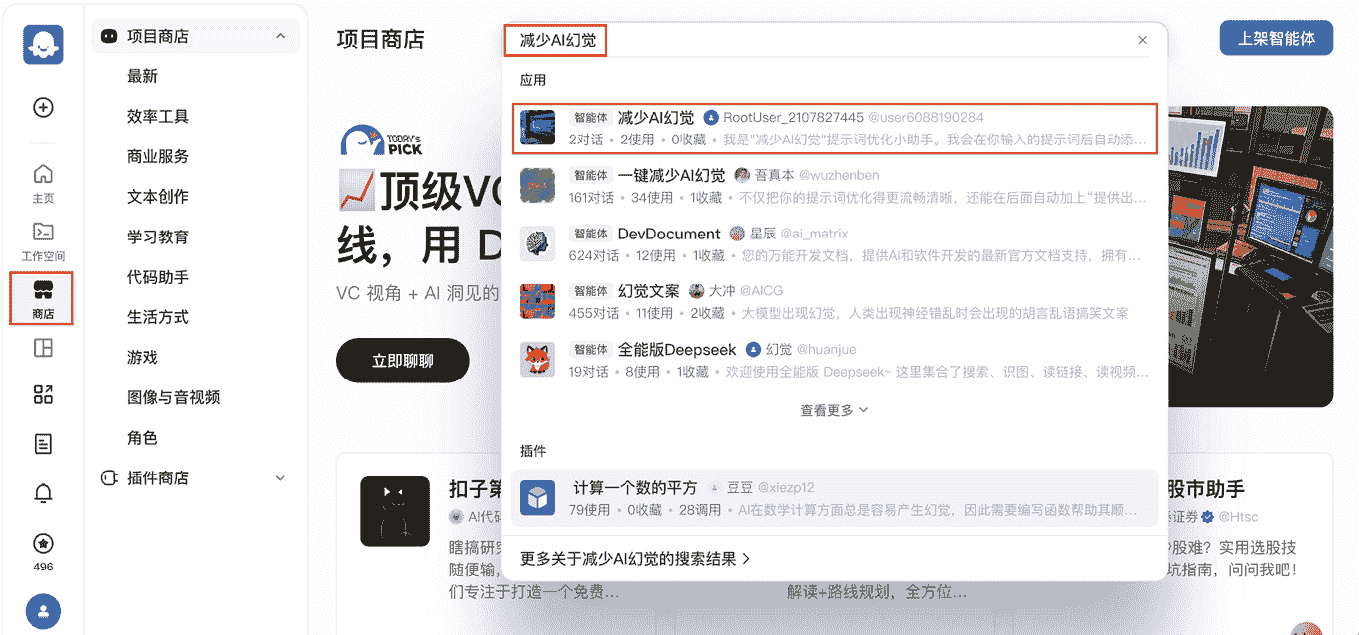 主页
工作空间
商店
496
项目商店
最新
效率工具
商业服务
文本创作
学习教育
代码助手
生活方式
游戏
图像与音视频
角色
插件商店
项目商店
上架智能体
TODAY'S
PICK
顶级VC
线，用 D
VC 视角 + AI 洞见的
立即聊聊
减少AI幻觉
应用
智能体 减少AI幻觉 RootUser_2107827445 @user6088190284
2对话 • 2使用 • 0收藏 • 我是"减少AI幻觉"提示词优化小助手。我会在你输入的提示词后自动添...
智能体 一键减少AI幻觉 吾真本 @wuzhenben
161对话 • 34使用 • 1收藏 • 不仅把你的提示词优化得更流畅清晰，还能在后面自动加上“提供出...
智能体 DevDocument 星辰 @ai_matrix
624对话 • 12使用 • 1收藏 • 您的万能开发文档，提供AI和软件开发的最新官方文档支持，拥有...
智能体 幻觉文案 大冲 @AICG
455对话 • 11使用 • 2收藏 • 大模型出现幻觉，人类出现神经错乱时会出现的胡言乱语搞笑文案
智能体 全能版Deepseek 幻觉 @huanjue
19对话 • 8使用 • 1收藏 • 欢迎使用全能版 Deepseek~ 这里集合了搜索、识图、读链接、读视频...
查看更多
插件
计算一个数的平方 豆豆 @xiezp12
79使用 • 0收藏 • 28调用 • AI在数学计算方面总是容易产生幻觉，因此需要编写函数帮助其顺...
更多关于减少AI幻觉的搜索结果
扣子第
AI代码
瞎搞研究
随便输，
们专注于打造一个免费...
解读+路线规划，全方位...
股市助手
证券 @Htsc
股难？实用选股技
坑指南，问问我吧！